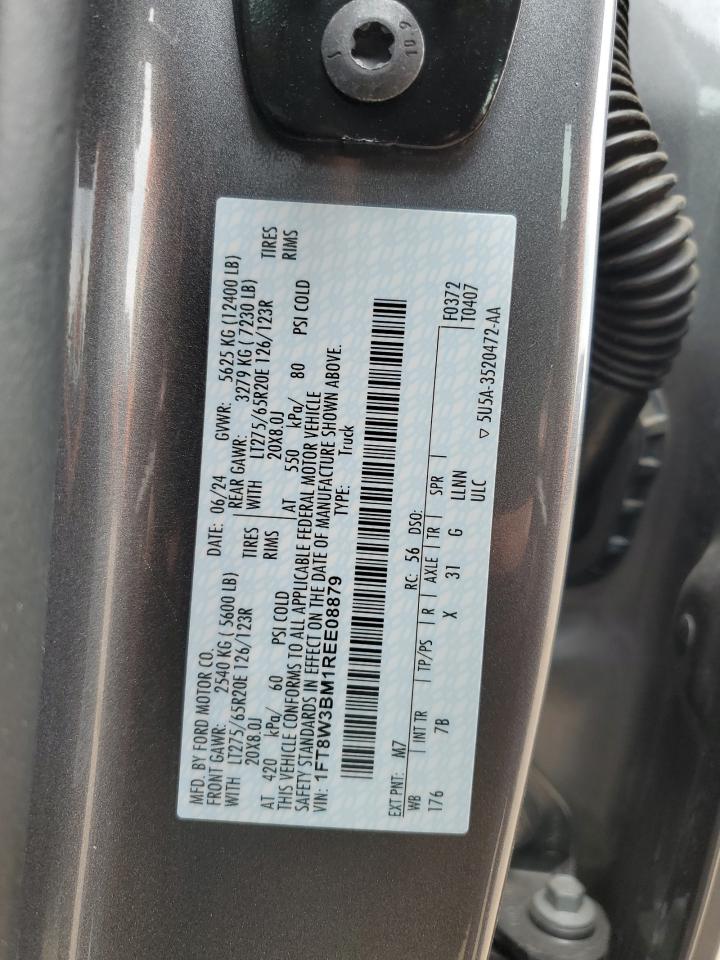 MFD. BY FORD MOTOR CO. DATE: 06/24 GVWR: 5625 KG (12400 LB)
FRONT GAWR: 2540 KG ( 5600 LB) REAR GAWR: 3279 KG ( 7230 LB)
WITH LT275/65R20E 126/123R TIRES WITH LT275/65R20E 126/123R TIRES
20X8.0J RIMS 20X8.0J RIMS
AT 420 kPa/ 60 PSI COLD AT 550 kPa/ 80 PSI COLD
THIS VEHICLE CONFORMS TO ALL APPLICABLE FEDERAL MOTOR VEHICLE
SAFETY STANDARDS IN EFFECT ON THE DATE OF MANUFACTURE SHOWN ABOVE.
VIN: 1FT8W3BM1REE08879 TYPE: Truck
EXT PNT: M7 RC: 56 DSO: F0372
WB INT TR TP/PS R AXLE TR SPR T0407
176 7B X 31 G LLNN
ULC ▽ 5U5A-3520472-AA
10.9